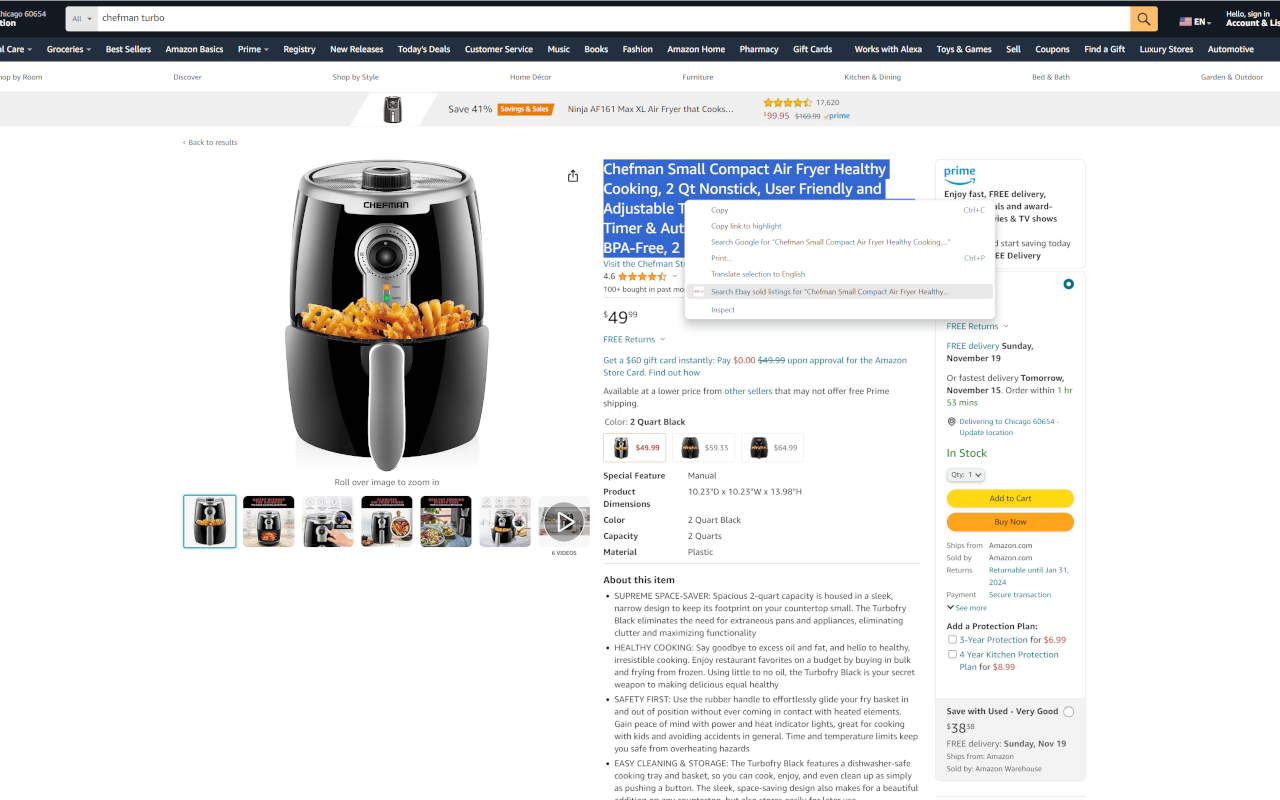 Chicago 60654
All
chefman turbo
EN
Hello, sign in
Account & Lis
al Care
Groceries
Best Sellers
Amazon Basics
Prime
Registry
New Releases
Today's Deals
Customer Service
Music
Books
Fashion
Amazon Home
Pharmacy
Gift Cards
Works with Alexa
Toys & Games
Sell
Coupons
Find a Gift
Luxury Stores
Automotive
op by Room
Discover
Shop by Style
Home Décor
Furniture
Kitchen & Dining
Bed & Bath
Garden & Outdoor
Save 41%
Savings & Sales
Ninja AF161 Max XL Air Fryer that Cooks...
17,620
$99.95 $169.99 prime
‹ Back to results
CHEFMAN
Roll over image to zoom in
6 VIDEOS
Chefman Small Compact Air Fryer Healthy
Cooking, 2 Qt Nonstick, User Friendly and
Adjustable T
Timer & Aut
BPA-Free, 2
Visit the Chefman St
4.6
100+ bought in past mo
Copy
Ctrl+C
Copy link to highlight
Search Google for "Chefman Small Compact Air Fryer Healthy Cooking,..."
Print...
Ctrl+P
Translate selection to English
Search Ebay sold listings for "Chefman Small Compact Air Fryer Healthy...
Inspect
$49 99
FREE Returns
Get a $60 gift card instantly: Pay $0.00 $49.99 upon approval for the Amazon
Store Card. Find out how
Available at a lower price from other sellers that may not offer free Prime
shipping.
Color: 2 Quart Black
$49.99
$59.33
$64.99
Special Feature Manual
Product 10.23"D x 10.23"W x 13.98"H
Dimensions
Color 2 Quart Black
Capacity 2 Quarts
Material Plastic
About this item
• SUPREME SPACE-SAVER: Spacious 2-quart capacity is housed in a sleek,
narrow design to keep its footprint on your countertop small. The Turbofry
Black eliminates the need for extraneous pans and appliances, eliminating
clutter and maximizing functionality
• HEALTHY COOKING: Say goodbye to excess oil and fat, and hello to healthy,
irresistible cooking. Enjoy restaurant favorites on a budget by buying in bulk
and frying from frozen. Using little to no oil, the Turbofry Black is your secret
weapon to making delicious equal healthy
• SAFETY FIRST: Use the rubber handle to effortlessly glide your fry basket in
and out of position without ever coming in contact with heated elements.
Gain peace of mind with power and heat indicator lights, great for cooking
with kids and avoiding accidents in general. Time and temperature limits keep
you safe from overheating hazards
• EASY CLEANING & STORAGE: The Turbofry Black features a dishwasher-safe
cooking tray and basket, so you can cook, enjoy, and even clean up as simply
as pushing a button. The sleek, space-saving design also makes for a beautiful
prime
Enjoy fast, FREE delivery,
als and award-
ies & TV shows
d start saving today
EE Delivery
FREE Returns
FREE delivery Sunday,
November 19
Or fastest delivery Tomorrow,
November 15. Order within 1 hr
53 mins
Delivering to Chicago 60654 -
Update location
In Stock
Qty: 1
Add to Cart
Buy Now
Ships from Amazon.com
Sold by Amazon.com
Returns Returnable until Jan 31,
2024
Payment Secure transaction
See more
Add a Protection Plan:
3-Year Protection for $6.99
4 Year Kitchen Protection
Plan for $8.99
Save with Used - Very Good
$38 38
FREE delivery: Sunday, Nov 19
Ships from: Amazon
Sold by: Amazon Warehouse